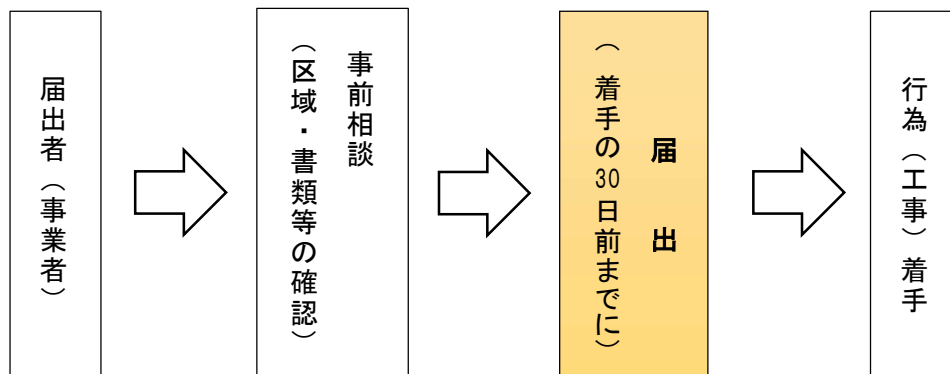 届出者（事業者）
事前相談
（区域・書類等の確認）
届出
（着手の30日前までに）
行為（工事）着手